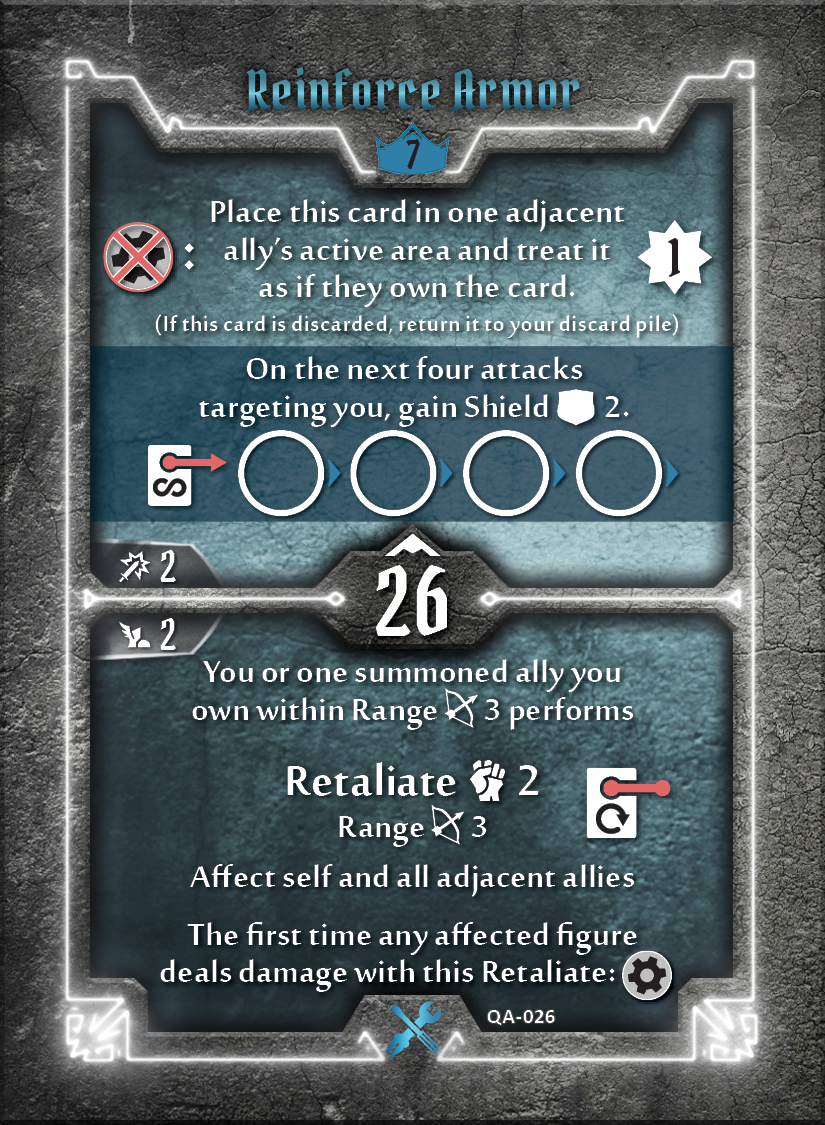 Reinforce Armor
7
Place this card in one adjacent
: ally's active area and treat it
as if they own the card.
1
(If this card is discarded, return it to your discard pile)
On the next four attacks
targeting you, gain Shield 2.
2
26
2
You or one summoned ally you
own within Range 3 performs
Retaliate 2
Range 3
Affect self and all adjacent allies
The first time any affected figure
deals damage with this Retaliate:
QA-026